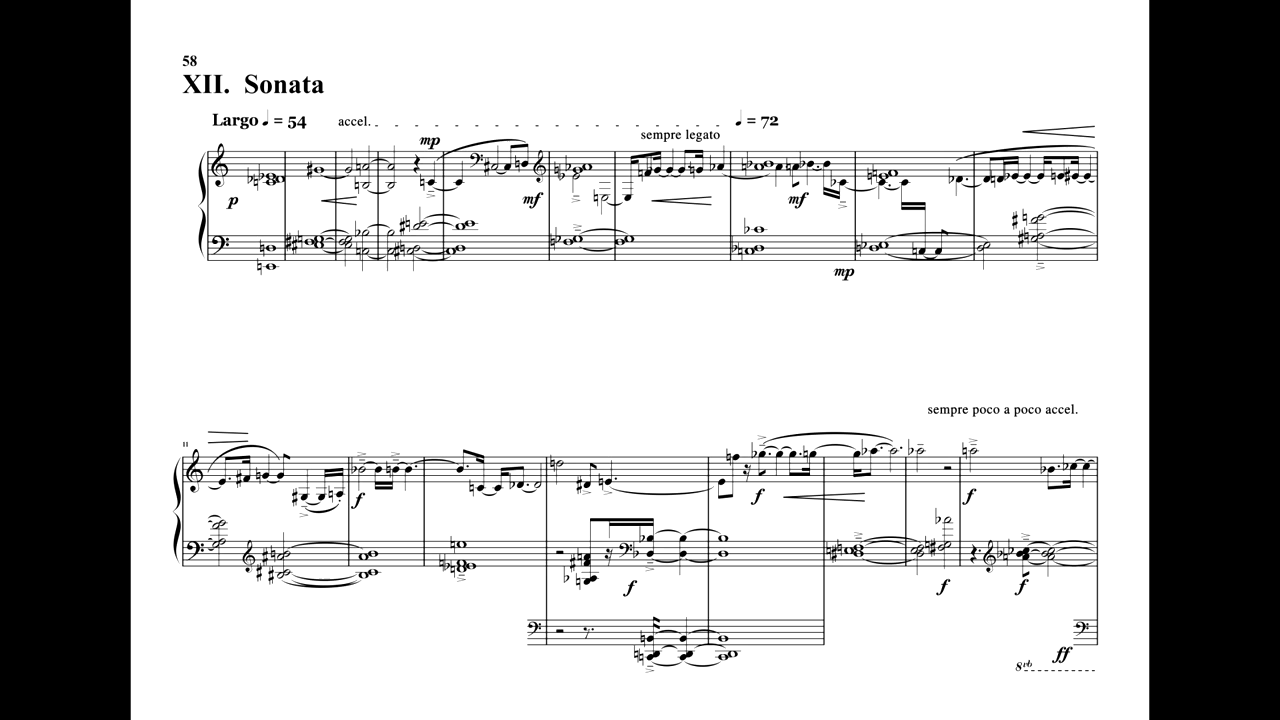 58
XII. Sonata
Largo ♩ = 54 accel. ♩ = 72
sempre legato
mp
p mf mf
mp
sempre poco a poco accel.
11
f f f
f f f
8vb ff